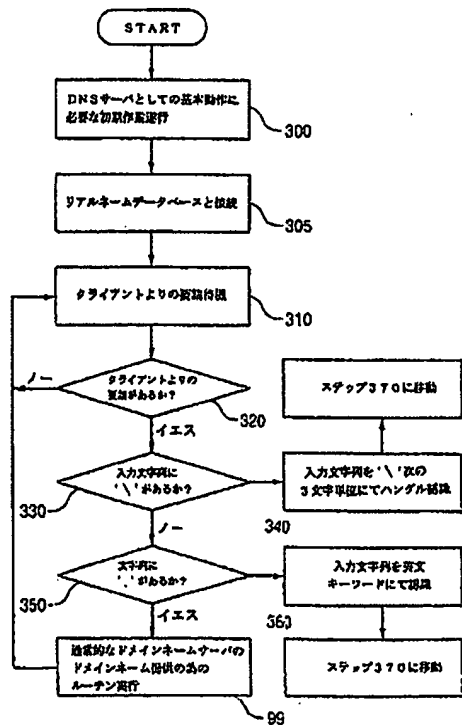 START
DNSサーバとしての基本動作に
必要な初期作業遂行
300
リアルネームデータベースと接続
305
クライアントよりの要請待機
310
ノー
クライアントよりの
要請があるか?
320
イエス
ステップ370に移動
入力文字列に
'\'があるか?
330
入力文字列を'\'次の
3文字単位にてハングル認識
340
ノー
文字列に
'.'があるか?
350
入力文字列を英文
キーワードにて認識
360
イエス
通常的なドメインネームサーバの
ドメインネーム提供の為の
ルーテン実行
99
ステップ370に移動